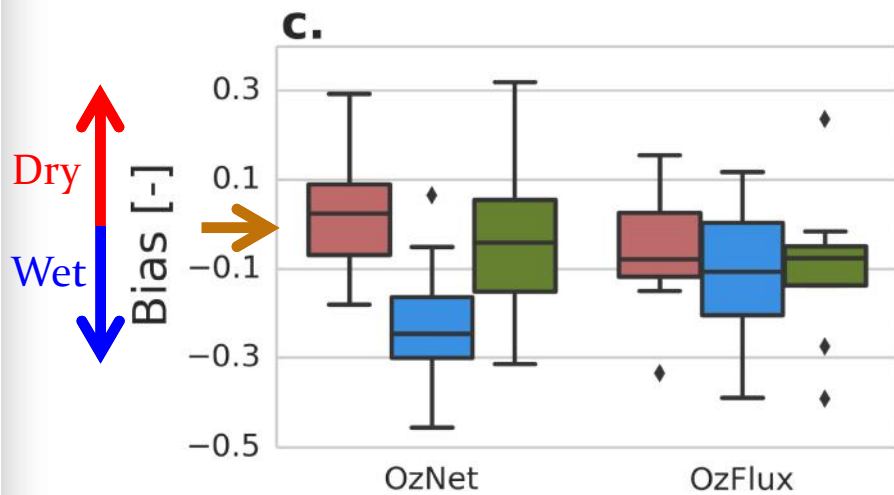 c.
0.3
0.1
−0.1
−0.3
−0.5
Bias [-]
Dry
Wet
OzNet
OzFlux